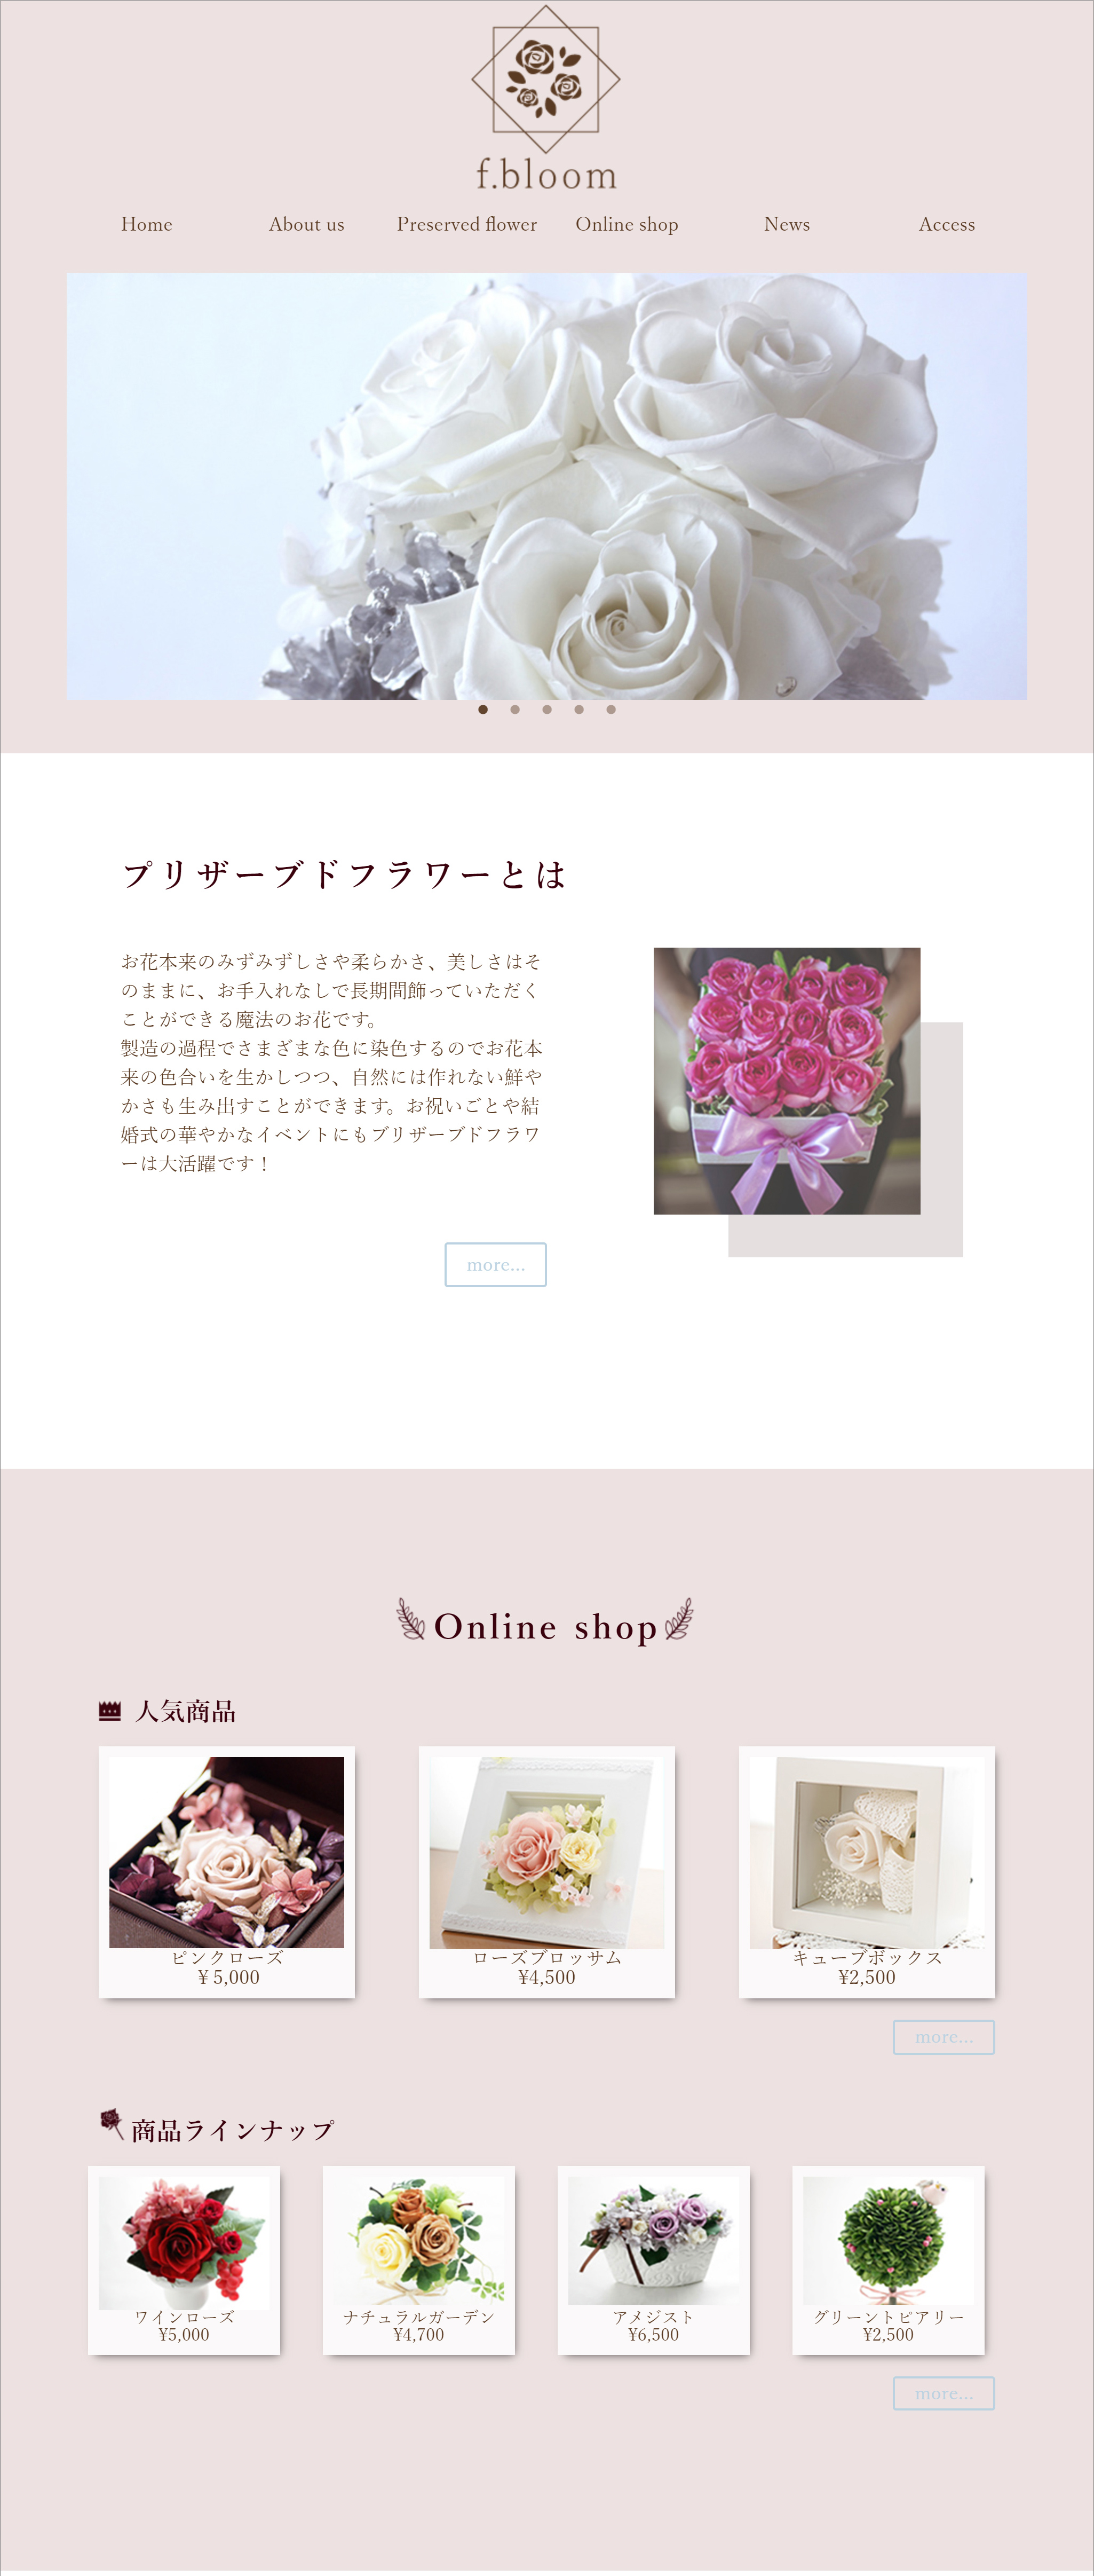 f.bloom
Home About us Preserved flower Online shop News Access
プリザーブドフラワーとは
お花本来のみずみずしさや柔らかさ、美しさはそ
のままに、お手入れなしで長期間飾っていただく
ことができる魔法のお花です。
製造の過程でさまざまな色に染色するのでお花本
来の色合いを生かしつつ、自然には作れない鮮や
かさも生み出すことができます。お祝いごとや結
婚式の華やかなイベントにもプリザーブドフラワ
ーは大活躍です！
more...
Online shop
人気商品
ピンクローズ
¥ 5,000
ローズブロッサム
¥4,500
キューブボックス
¥2,500
more...
商品ラインナップ
ワインローズ
¥5,000
ナチュラルガーデン
¥4,700
アメジスト
¥6,500
グリーントピアリー
¥2,500
more...